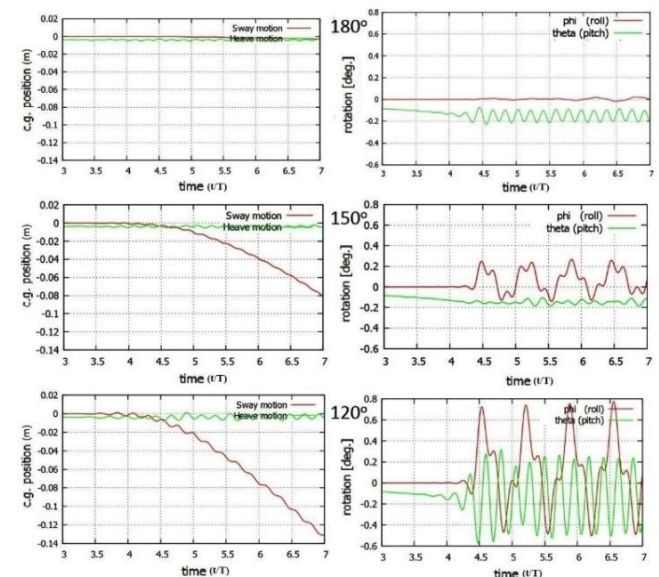 0.02
0
-0.02
-0.04
-0.06
-0.08
-0.1
-0.12
-0.14
c.g. position (m)
Sway motion
Heave motion
3 3.5 4 4.5 5 5.5 6 6.5 7
time (t/T)
180º
0.8
0.6
0.4
0.2
0
-0.2
-0.4
-0.6
rotation [deg.]
phi (roll)
theta (pitch)
3 3.5 4 4.5 5 5.5 6 6.5 7
time (t/T)
0.02
0
-0.02
-0.04
-0.06
-0.08
-0.1
-0.12
-0.14
c.g. position (m)
Sway motion
Heave motion
3 3.5 4 4.5 5 5.5 6 6.5 7
time (t/T)
150º
0.8
0.6
0.4
0.2
0
-0.2
-0.4
-0.6
rotation [deg.]
phi (roll)
theta (pitch)
3 3.5 4 4.5 5 5.5 6 6.5 7
time (t/T)
0.02
0
-0.02
-0.04
-0.06
-0.08
-0.1
-0.12
-0.14
c.g. position (m)
Sway motion
Heave motion
3 3.5 4 4.5 5 5.5 6 6.5 7
time (t/T)
120º
0.8
0.6
0.4
0.2
0
-0.2
-0.4
-0.6
rotation [deg.]
phi (roll)
theta (pitch)
3 3.5 4 4.5 5 5.5 6 6.5 7
time (t/T)